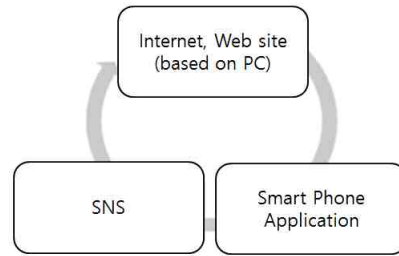 Internet, Web site
(based on PC)
SNS
Smart Phone
Application